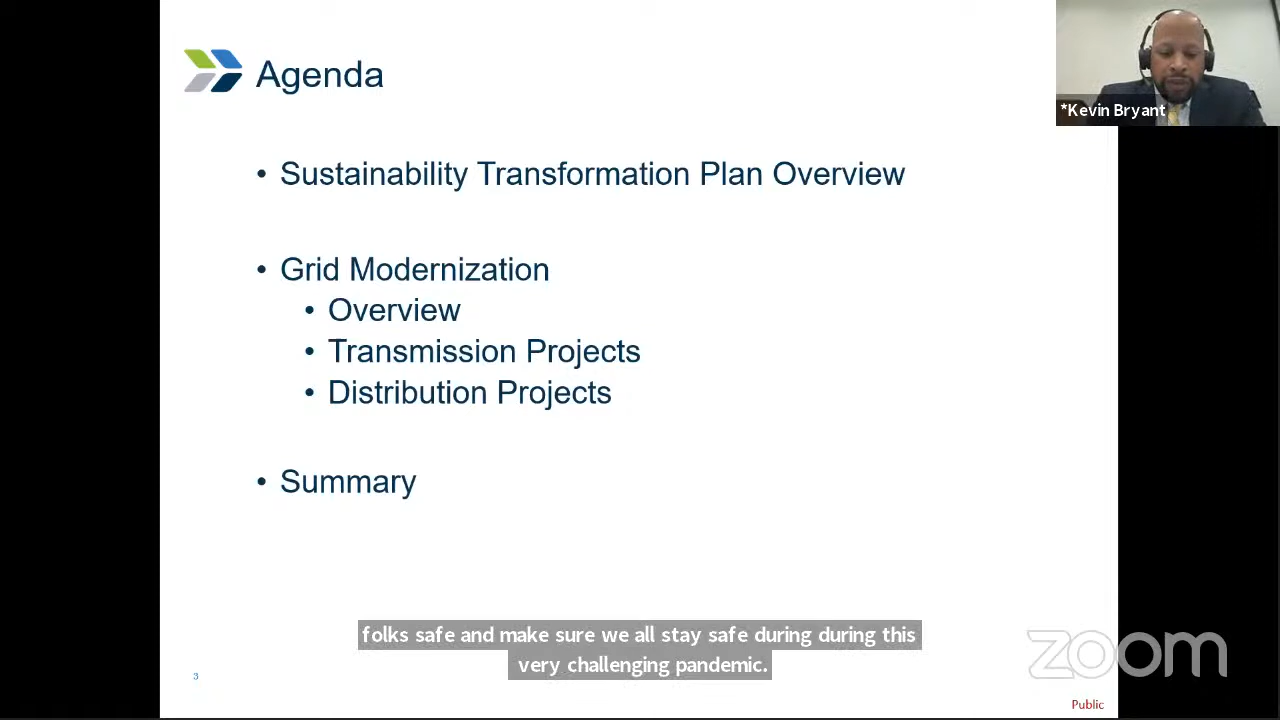 Agenda
*Kevin Bryant
• Sustainability Transformation Plan Overview
• Grid Modernization
• Overview
• Transmission Projects
• Distribution Projects
• Summary
folks safe and make sure we all stay safe during during this
very challenging pandemic.
zoom
3
Public